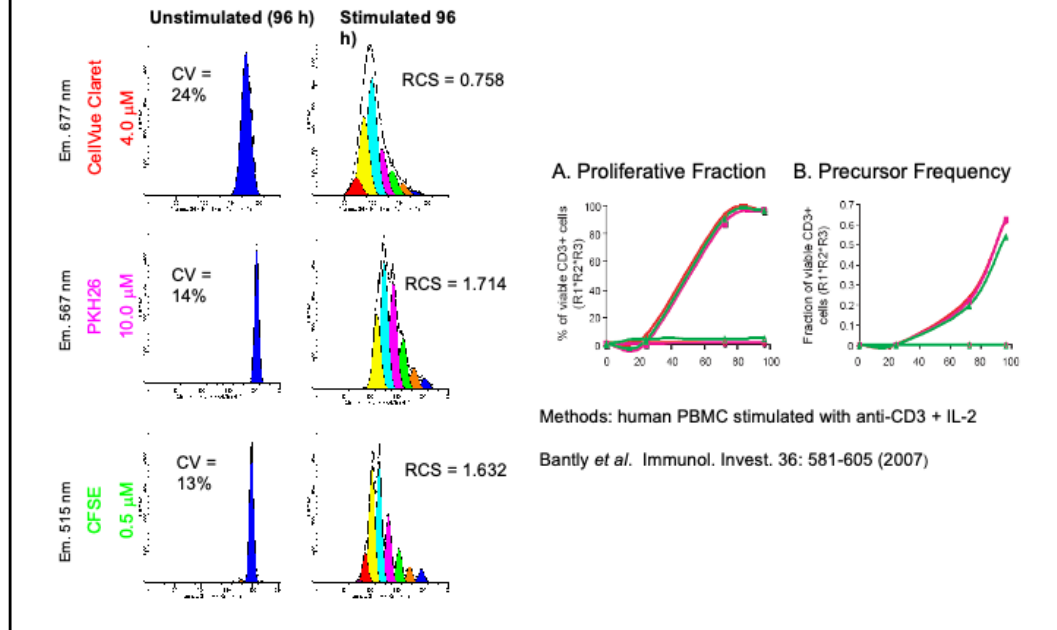 Unstimulated (96 h)
Stimulated 96
h)
Em. 677 nm
CellVue Claret
4.0 μM
CV =
24%
RCS = 0.758
Em. 567 nm
PKH26
10.0 μM
CV =
14%
RCS = 1.714
Em. 515 nm
CFSE
0.5 μM
CV =
13%
RCS = 1.632
A. Proliferative Fraction
% of viable CD3+ cells
(R1*R2*R3)
100
80
60
40
20
0
0 20 40 60 80 100
B. Precursor Frequency
Fraction of viable CD3+
cells (R1*R2*R3)
0.7
0.6
0.5
0.4
0.3
0.2
0.1
0
0 20 40 60 80 100
Methods: human PBMC stimulated with anti-CD3 + IL-2
Bantly et al. Immunol. Invest. 36: 581-605 (2007)